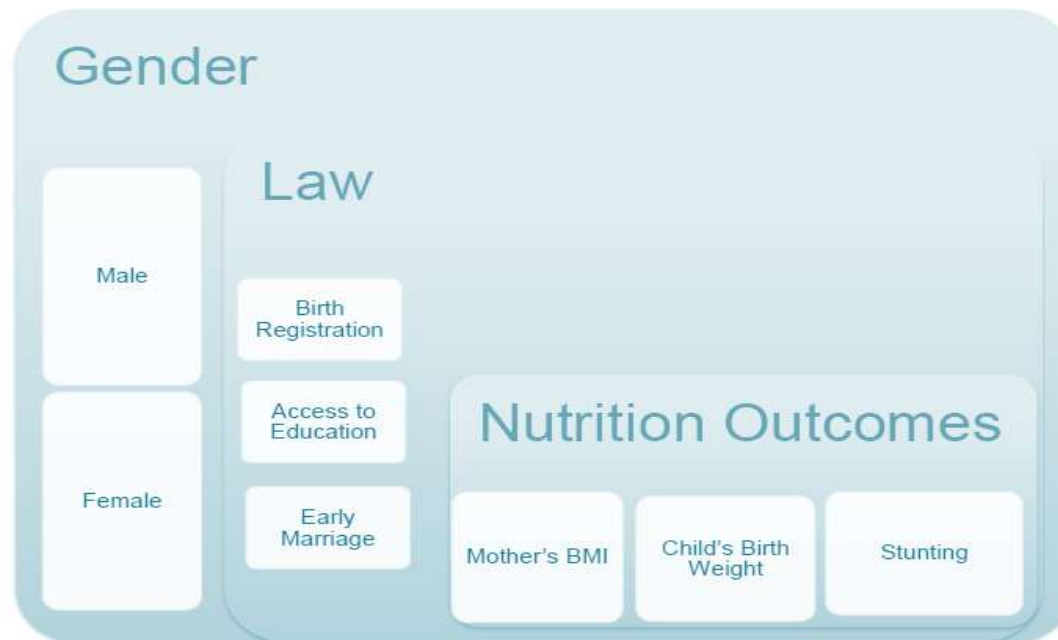 Gender
Law
Male
Birth
Registration
Access to
Education
Nutrition Outcomes
Female
Early
Marriage
Mother's BMI
Child's Birth
Weight
Stunting